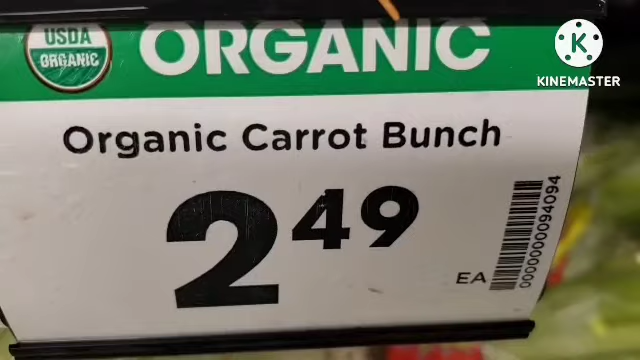 USDA
ORGANIC
ORGANIC
KINEMASTER
Organic Carrot Bunch
2 49
EA
0000000094094